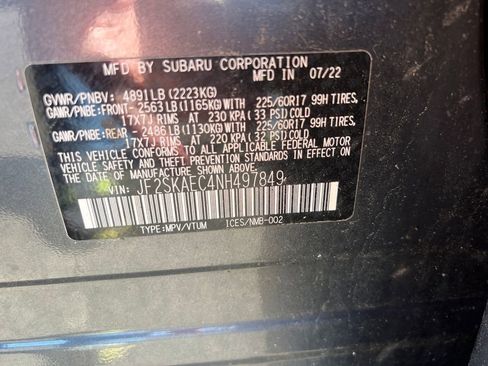 MFD BY SUBARU CORPORATION
MFD IN 07/22
GVWR/PNBV: 4891LB (2223KG)
GAWR/PNBE:FRONT- 2563LB (1165KG) WITH 225/60R17 99H TIRES,
17X7J RIMS AT 230 KPA (33 PSI) COLD
GAWR/PNBE:REAR - 2486LB (1130KG) WITH 225/60R17 99H TIRES,
17X7J RIMS AT 220 KPA (32 PSI) COLD
THIS VEHICLE CONFORMS TO ALL APPLICABLE FEDERAL MOTOR
VEHICLE SAFETY AND THEFT PREVENTION STANDARDS IN EFFECT ON
THE DATE OF MANUFACTURE SHOWN ABOVE.
VIN: JF2SKAEC4NH497849
TYPE:MPV/VTUM ICES/NMB-002